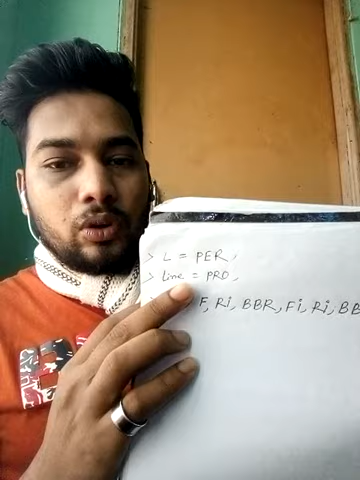 > L = PER,
> Line = PRO,
F, Ri, BBR, Fi, Ri, BB